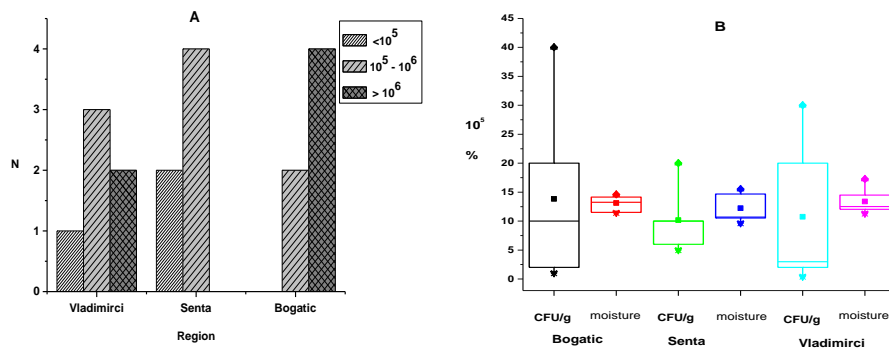 A
<10^5
10^5 - 10^6
> 10^6
4
3
2
1
0
N
Vladimirci Senta Bogatic
Region
B
45
40
35
30
25
20
15
10
5
0
10^5
%
CFU/g moisture CFU/g moisture CFU/g moisture
Bogatic Senta Vladimirci